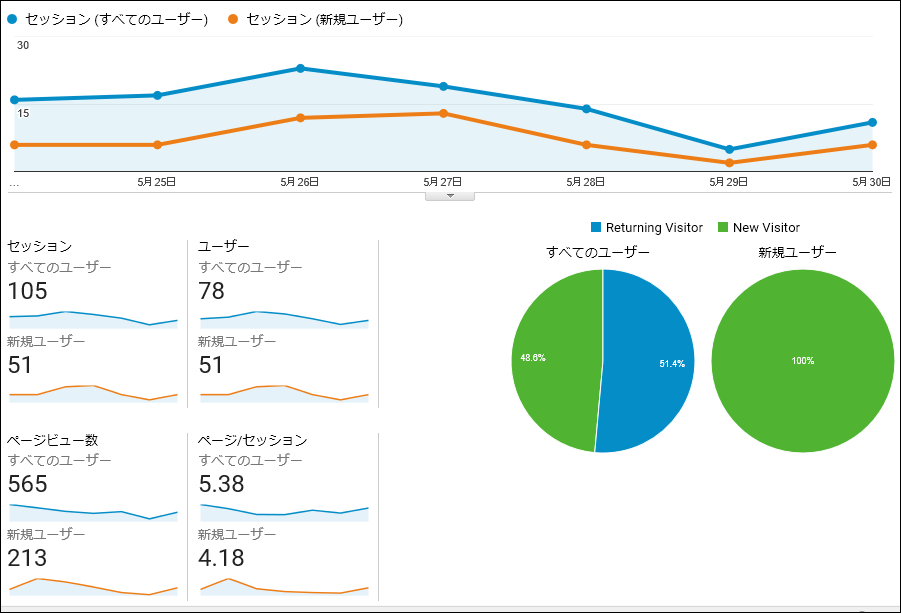 セッション (すべてのユーザー) セッション (新規ユーザー)
30
15
... 5月25日 5月26日 5月27日 5月28日 5月29日 5月30日
Returning Visitor New Visitor
すべてのユーザー 新規ユーザー
48.6% 51.4% 100%
セッション ユーザー
すべてのユーザー すべてのユーザー
105 78
新規ユーザー 新規ユーザー
51 51
ページビュー数 ページ/セッション
すべてのユーザー すべてのユーザー
565 5.38
新規ユーザー 新規ユーザー
213 4.18